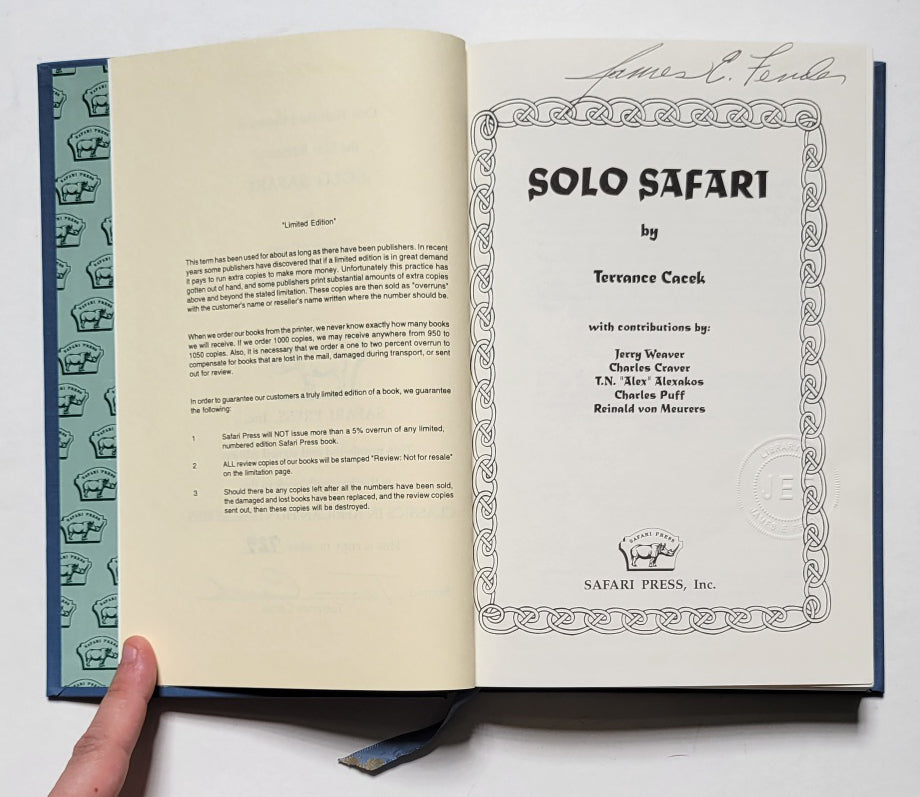 "Limited Edition"
This term has been used for about as long as there have been publishers. In recent
years some publishers have discovered that if a limited edition is in great demand
it pays to run extra copies to make more money. Unfortunately this practice has
gotten out of hand, and some publishers print substantial amounts of extra copies
above and beyond the stated limitation. These copies are then sold as "overruns"
with the customer's name or reseller's name written where the number should be.
When we order our books from the printer, we never know exactly how many books
we will receive. If we order 1000 copies, we may receive anywhere from 950 to
1050 copies. Also, it is necessary that we order a one to two percent overrun to
compensate for books that are lost in the mail, damaged during transport, or sent
out for review.
In order to guarantee our customers a truly limited edition of a book, we guarantee
the following:
1 Safari Press will NOT issue more than a 5% overrun of any limited,
numbered edition Safari Press book.
2 ALL review copies of our books will be stamped "Review: Not for resale"
on the limitation page.
3 Should there be any copies left after all the numbers have been sold,
the damaged and lost books have been replaced, and the review copies
sent out, then these copies will be destroyed.
James E. Fender
SOLO SAFARI
by
Terrance Cacek
with contributions by:
Jerry Weaver
Charles Craver
T.N. "Alex" Alexakos
Charles Puff
Reinald von Meurers
SAFARI PRESS
SAFARI PRESS, Inc.